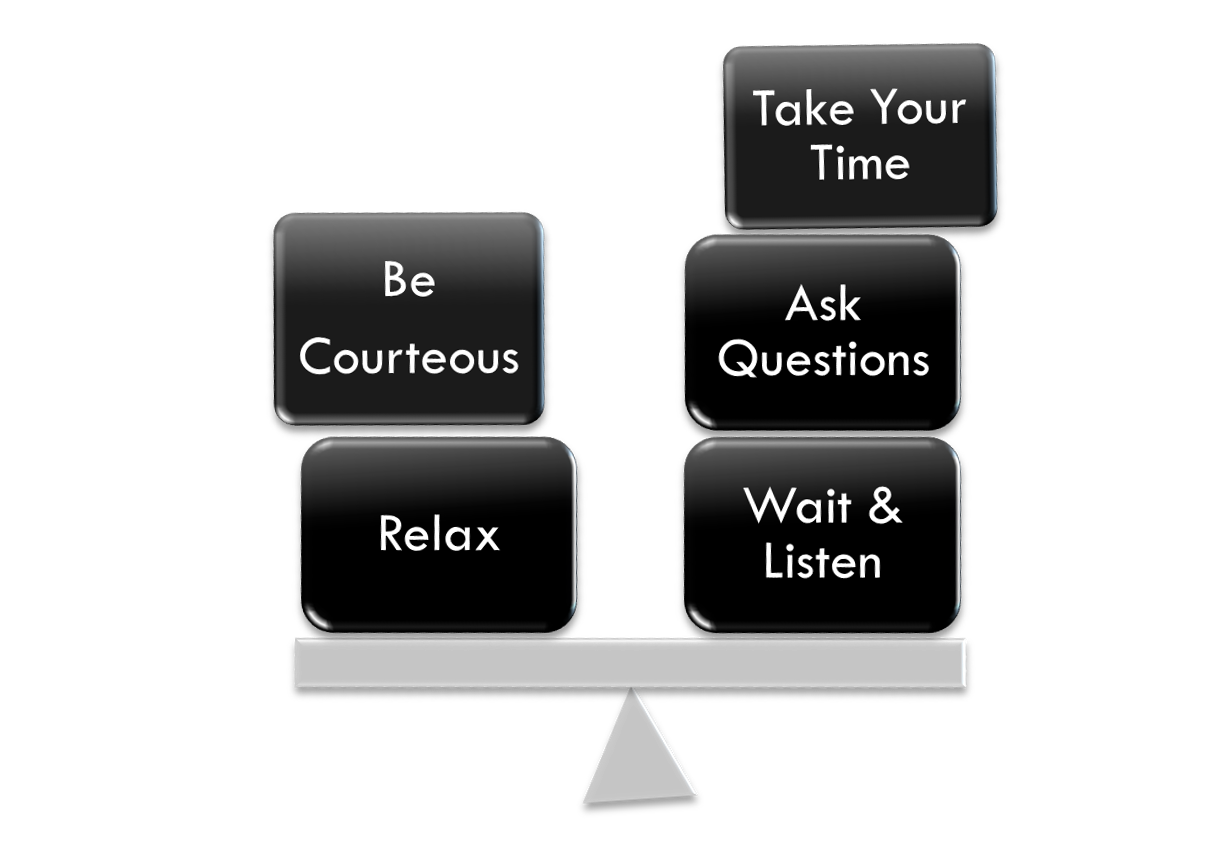 Be
Courteous
Relax
Take Your
Time
Ask
Questions
Wait &
Listen